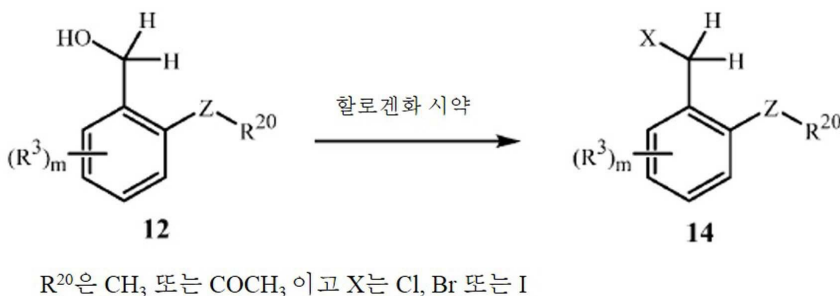 HO H H
Z R²⁰
(R³)ₘ
12
할로겐화 시약
X H H
Z R²⁰
(R³)ₘ
14
R²⁰은 CH₃ 또는 COCH₃ 이고 X는 Cl, Br 또는 I